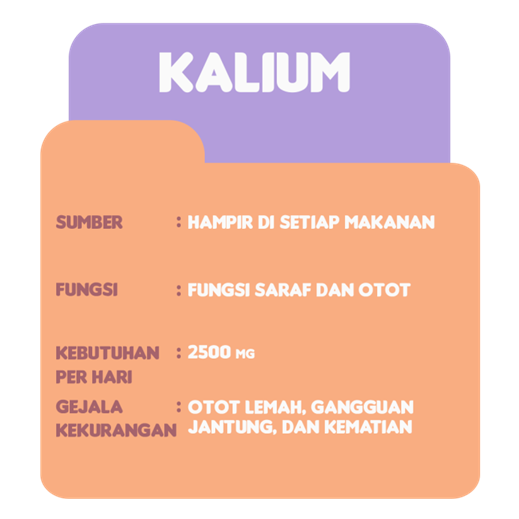 KALIUM
SUMBER : HAMPIR DI SETIAP MAKANAN
FUNGSI : FUNGSI SARAF DAN OTOT
KEBUTUHAN : 2500 MG
PER HARI
GEJALA : OTOT LEMAH, GANGGUAN
KEKURANGAN JANTUNG, DAN KEMATIAN